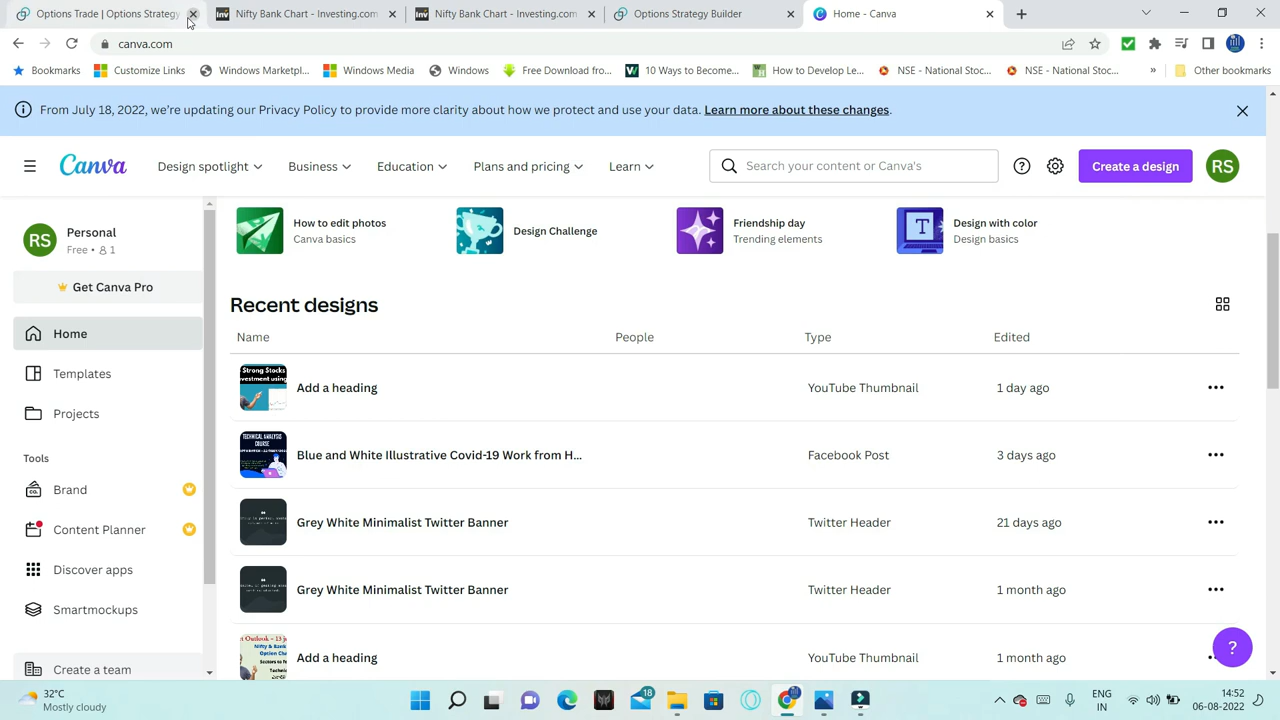 Options Trade | Options Strategy
Nifty Bank Chart - Investing.com
Nifty Bank Chart - Investing.com
Options Strategy Builder
Home - Canva
canva.com
Bookmarks
Customize Links
Windows Marketpl...
Windows Media
Windows
Free Download fro...
10 Ways to Become...
How to Develop Le...
NSE - National Stoc...
NSE - National Stoc...
»
Other bookmarks
From July 18, 2022, we're updating our Privacy Policy to provide more clarity about how we protect and use your data. Learn more about these changes.
Canva
Design spotlight
Business
Education
Plans and pricing
Learn
Search your content or Canva's
Create a design
RS
RS
Personal
Free • 1
Get Canva Pro
Home
Templates
Projects
Tools
Brand
Content Planner
Discover apps
Smartmockups
Create a team
How to edit photos
Canva basics
Design Challenge
Friendship day
Trending elements
Design with color
Design basics
Recent designs
Name People Type Edited
Strong Stocks
Add a heading YouTube Thumbnail 1 day ago
TECHNICAL ANALYSIS
COURSE
Blue and White Illustrative Covid-19 Work from H... Facebook Post 3 days ago
Grey White Minimalist Twitter Banner Twitter Header 21 days ago
Grey White Minimalist Twitter Banner Twitter Header 1 month ago
Nifty & Bank
Option Chain
Add a heading YouTube Thumbnail 1 month ago
?
32°C
Mostly cloudy
18
ENG
IN
14:52
06-08-2022